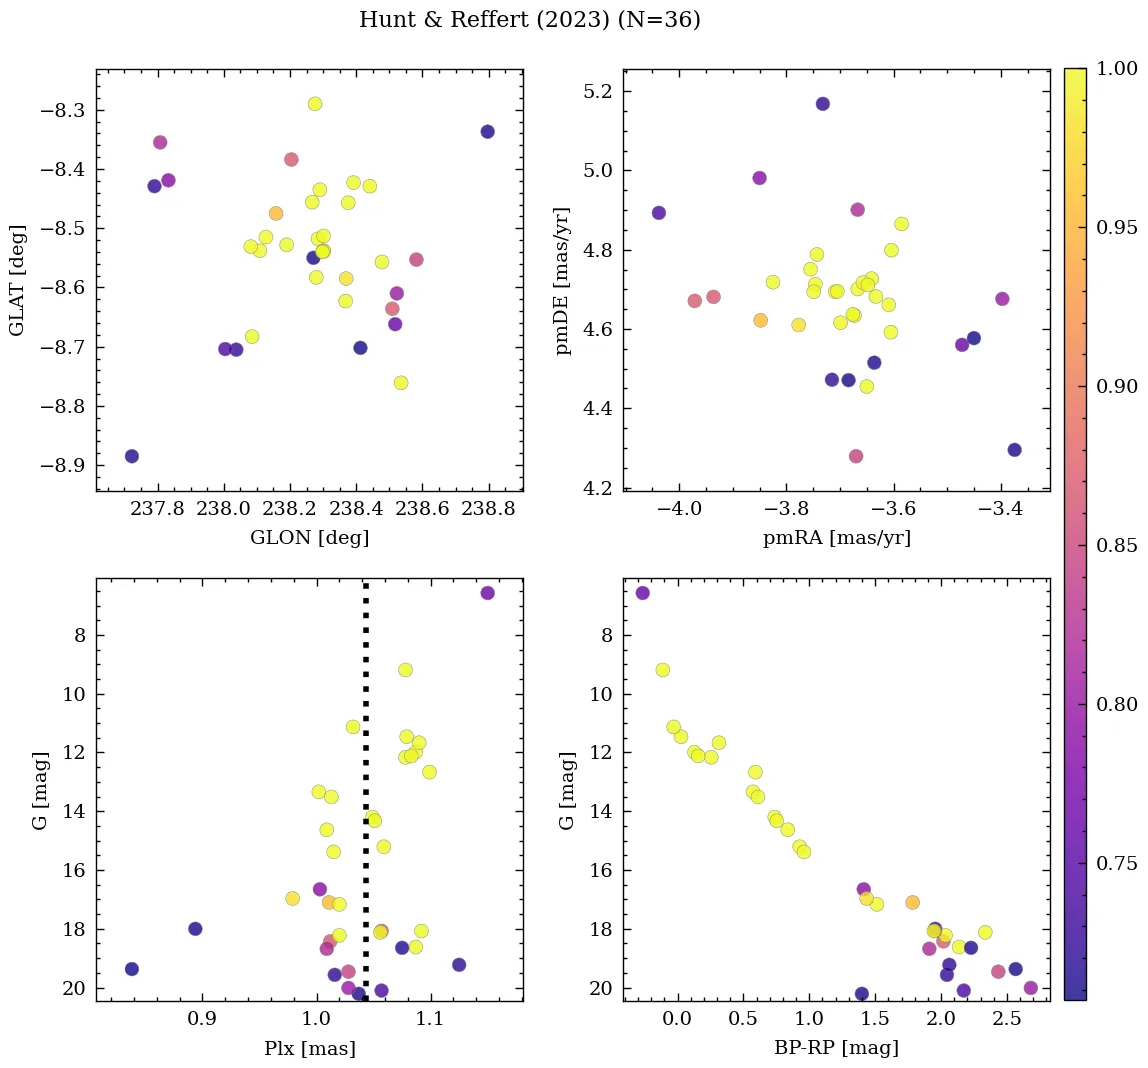 Hunt & Reffert (2023) (N=36)
−8.3
−8.4
−8.5
−8.6
−8.7
−8.8
−8.9
GLAT [deg]
237.8 238.0 238.2 238.4 238.6 238.8
GLON [deg]
5.2
5.0
4.8
4.6
4.4
4.2
pmDE [mas/yr]
−4.0 −3.8 −3.6 −3.4
pmRA [mas/yr]
8
10
12
14
16
18
20
G [mag]
0.9 1.0 1.1
Plx [mas]
8
10
12
14
16
18
20
G [mag]
0.0 0.5 1.0 1.5 2.0 2.5
BP-RP [mag]
1.00
0.95
0.90
0.85
0.80
0.75